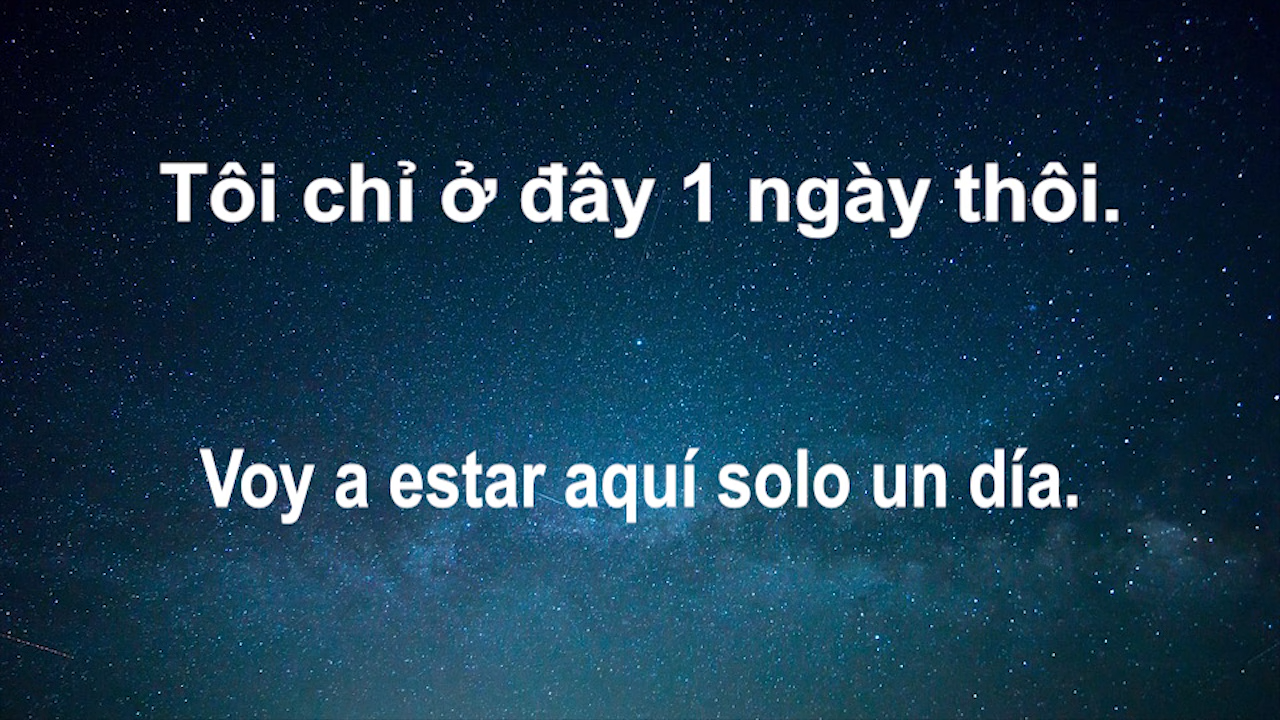 Tôi chỉ ở đây 1 ngày thôi.
Voy a estar aquí solo un día.